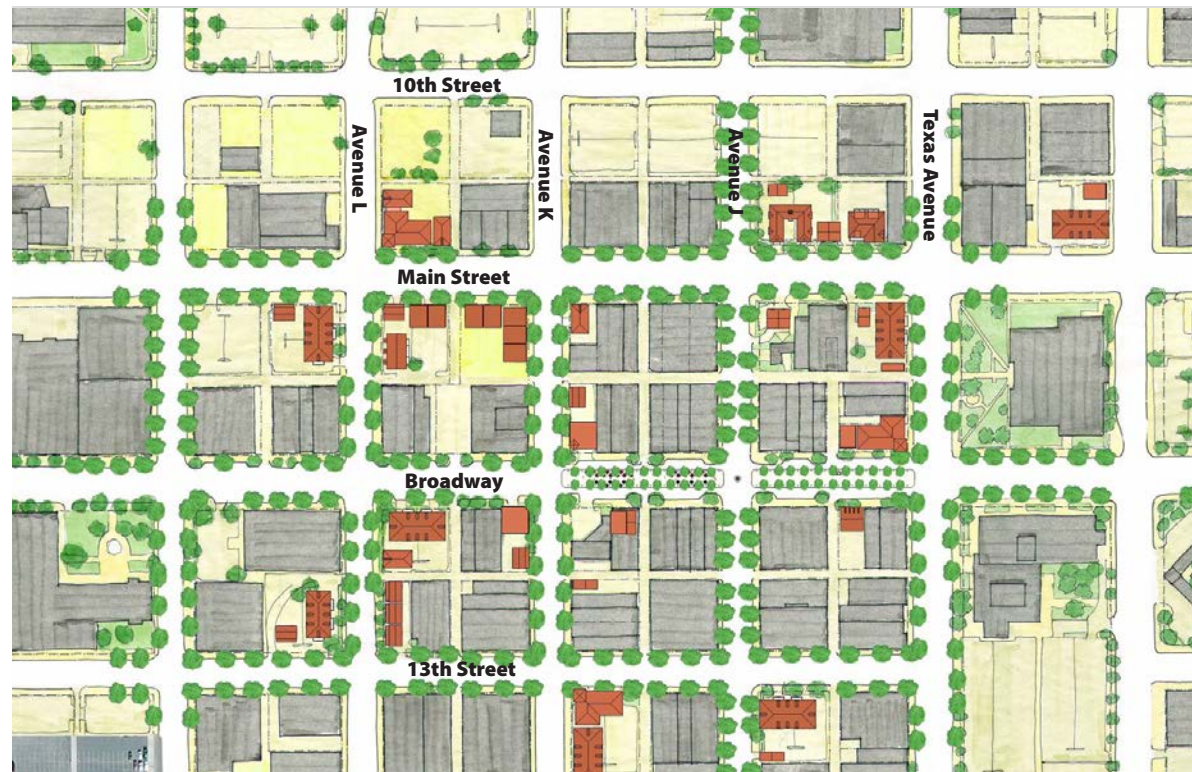 10th Street
Avenue L
Avenue K
Avenue J
Texas Avenue
Main Street
Broadway
13th Street